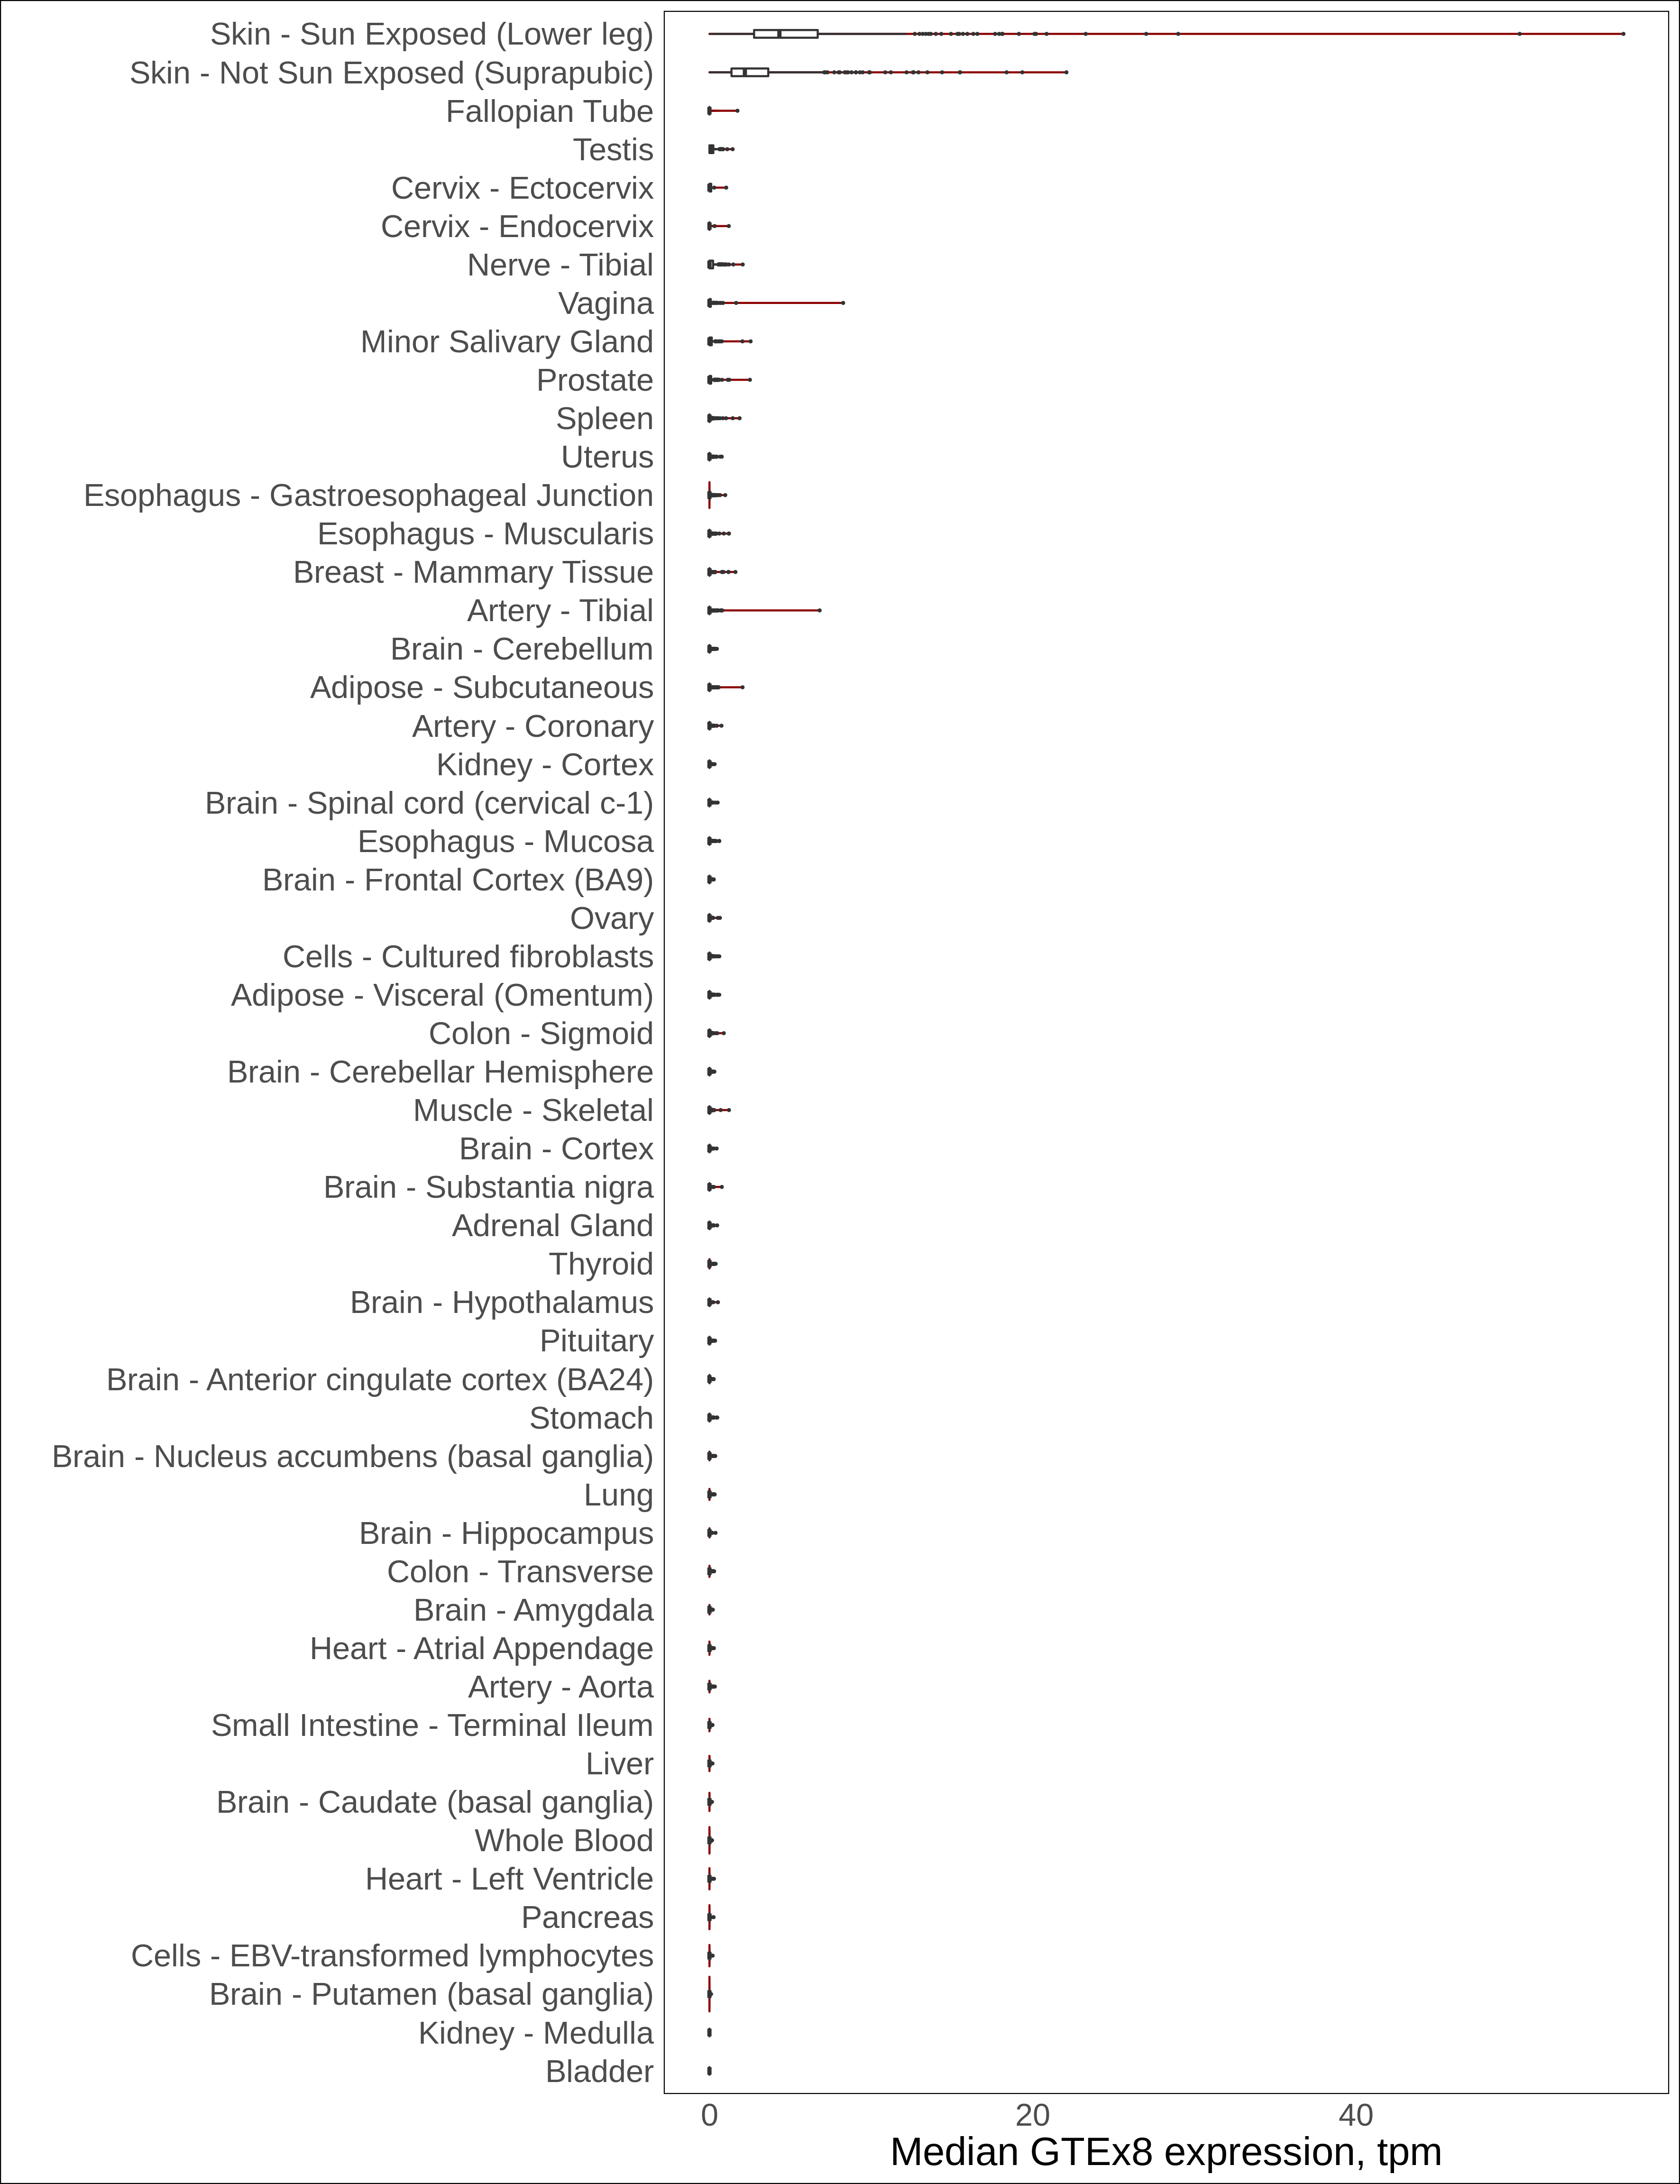 Skin - Sun Exposed (Lower leg)
Skin - Not Sun Exposed (Suprapubic)
Fallopian Tube
Testis
Cervix - Ectocervix
Cervix - Endocervix
Nerve - Tibial
Vagina
Minor Salivary Gland
Prostate
Spleen
Uterus
Esophagus - Gastroesophageal Junction
Esophagus - Muscularis
Breast - Mammary Tissue
Artery - Tibial
Brain - Cerebellum
Adipose - Subcutaneous
Artery - Coronary
Kidney - Cortex
Brain - Spinal cord (cervical c-1)
Esophagus - Mucosa
Brain - Frontal Cortex (BA9)
Ovary
Cells - Cultured fibroblasts
Adipose - Visceral (Omentum)
Colon - Sigmoid
Brain - Cerebellar Hemisphere
Muscle - Skeletal
Brain - Cortex
Brain - Substantia nigra
Adrenal Gland
Thyroid
Brain - Hypothalamus
Pituitary
Brain - Anterior cingulate cortex (BA24)
Stomach
Brain - Nucleus accumbens (basal ganglia)
Lung
Brain - Hippocampus
Colon - Transverse
Brain - Amygdala
Heart - Atrial Appendage
Artery - Aorta
Small Intestine - Terminal Ileum
Liver
Brain - Caudate (basal ganglia)
Whole Blood
Heart - Left Ventricle
Pancreas
Cells - EBV-transformed lymphocytes
Brain - Putamen (basal ganglia)
Kidney - Medulla
Bladder
0 20 40
Median GTEx8 expression, tpm